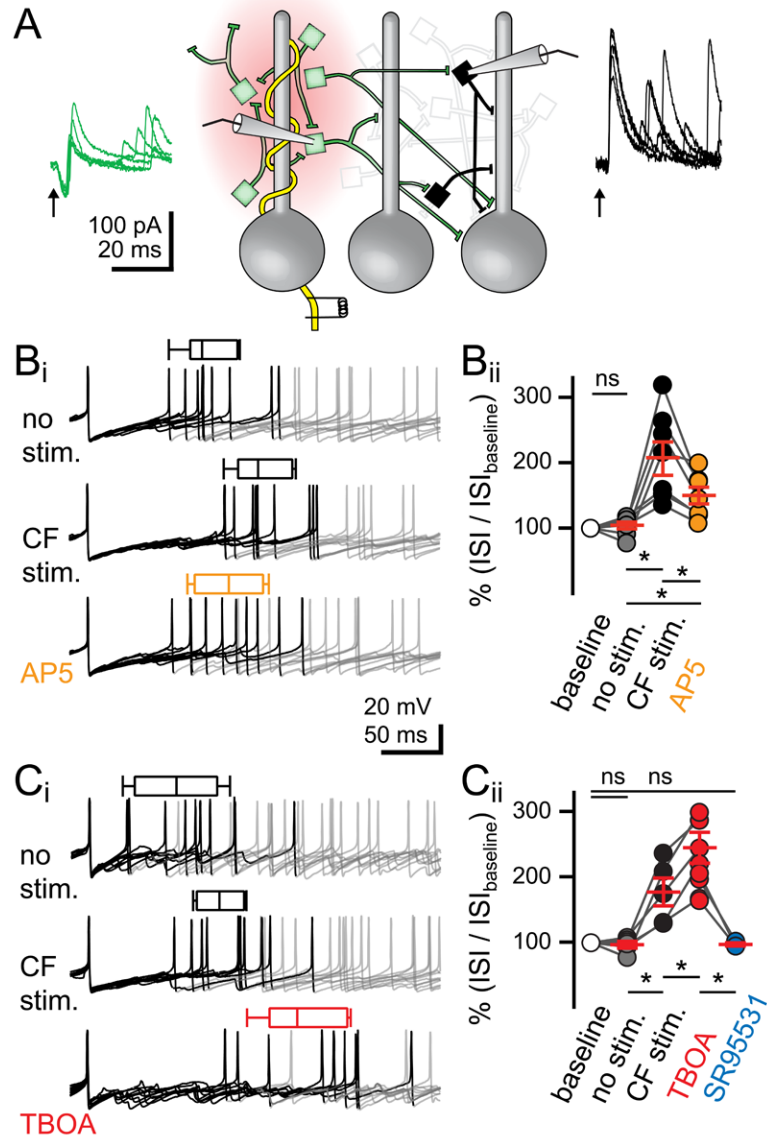 A
100 pA
20 ms
Bi
no
stim.
CF
stim.
AP5
20 mV
50 ms
Bii
ns
300
200
100
% (ISI / ISIbaseline)
*
*
*
baseline
no stim.
CF stim.
AP5
Ci
no
stim.
CF
stim.
TBOA
Cii
ns ns
300
200
100
% (ISI / ISIbaseline)
*
*
*
baseline
no stim.
CF stim.
TBOA
SR95531